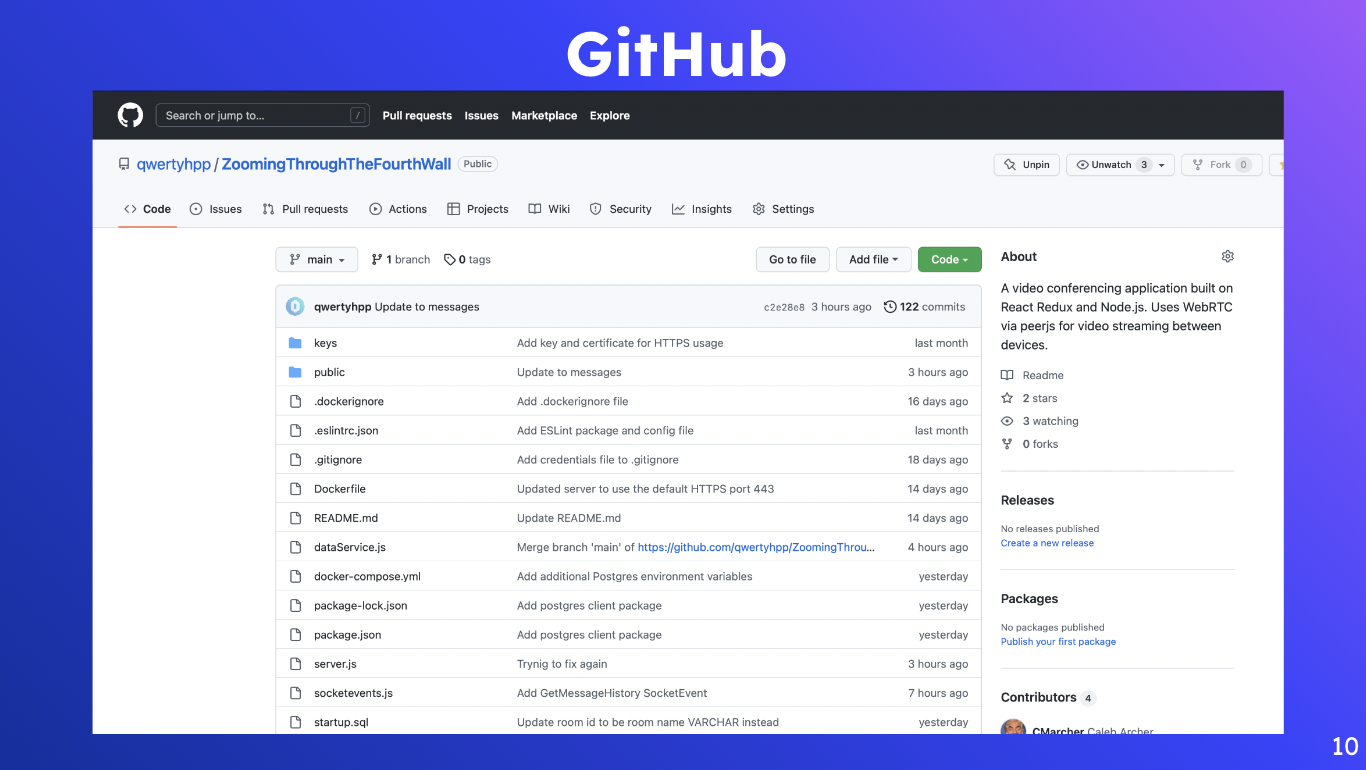 GitHub
Search or jump to... / Pull requests Issues Marketplace Explore
qwertyhpp / ZoomingThroughTheFourthWall Public Unpin Unwatch 3 Fork 0
Code Issues Pull requests Actions Projects Wiki Security Insights Settings
main 1 branch 0 tags Go to file Add file Code
qwertyhpp Update to messages c2e28e8 3 hours ago 122 commits
keys Add key and certificate for HTTPS usage last month
public Update to messages 3 hours ago
.dockerignore Add .dockerignore file 16 days ago
.eslintrc.json Add ESLint package and config file last month
.gitignore Add credentials file to .gitignore 18 days ago
Dockerfile Updated server to use the default HTTPS port 443 14 days ago
README.md Update README.md 14 days ago
dataService.js Merge branch 'main' of https://github.com/qwertyhpp/ZoomingThrou... 4 hours ago
docker-compose.yml Add additional Postgres environment variables yesterday
package-lock.json Add postgres client package yesterday
package.json Add postgres client package yesterday
server.js Trynig to fix again 3 hours ago
socketevents.js Add GetMessageHistory SocketEvent 7 hours ago
startup.sql Update room id to be room name VARCHAR instead yesterday
About
A video conferencing application built on
React Redux and Node.js. Uses WebRTC
via peerjs for video streaming between
devices.
Readme
2 stars
3 watching
0 forks
Releases
No releases published
Create a new release
Packages
No packages published
Publish your first package
Contributors 4
CMarcher Caleb Archer
10